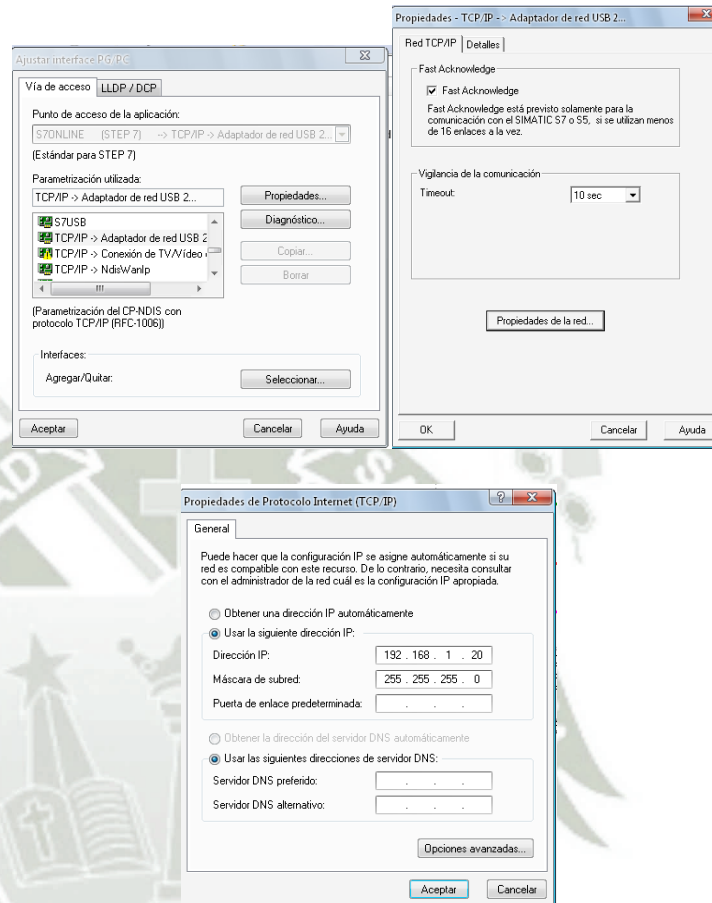 Ajustar interface PG/PC
Vía de acceso
LLDP / DCP
Punto de acceso de la aplicación:
S7ONLINE (STEP 7) --> TCP/IP -> Adaptador de red USB 2...
(Estándar para STEP 7)
Parametrización utilizada:
TCP/IP -> Adaptador de red USB 2...
Propiedades...
Diagnóstico...
Copiar...
Borrar
S7USB
TCP/IP -> Adaptador de red USB 2
TCP/IP -> Conexión de TV/Vídeo
TCP/IP -> NdisWanIp
(Parametrización del CP-NDIS con
protocolo TCP/IP (RFC-1006))
Interfaces:
Agregar/Quitar:
Seleccionar...
Aceptar
Cancelar
Ayuda
Propiedades - TCP/IP -> Adaptador de red USB 2...
Red TCP/IP
Detalles
Fast Acknowledge
Fast Acknowledge
Fast Acknowledge está previsto solamente para la
comunicación con el SIMATIC S7 o S5, si se utilizan menos
de 16 enlaces a la vez.
Vigilancia de la comunicación
Timeout:
10 sec
Propiedades de la red...
OK
Cancelar
Ayuda
Propiedades de Protocolo Internet (TCP/IP)
General
Puede hacer que la configuración IP se asigne automáticamente si su
red es compatible con este recurso. De lo contrario, necesita consultar
con el administrador de la red cuál es la configuración IP apropiada.
Obtener una dirección IP automáticamente
Usar la siguiente dirección IP:
Dirección IP: 192 . 168 . 1 . 20
Máscara de subred: 255 . 255 . 255 . 0
Puerta de enlace predeterminada: . . .
Obtener la dirección del servidor DNS automáticamente
Usar las siguientes direcciones de servidor DNS:
Servidor DNS preferido: . . .
Servidor DNS alternativo: . . .
Opciones avanzadas...
Aceptar
Cancelar